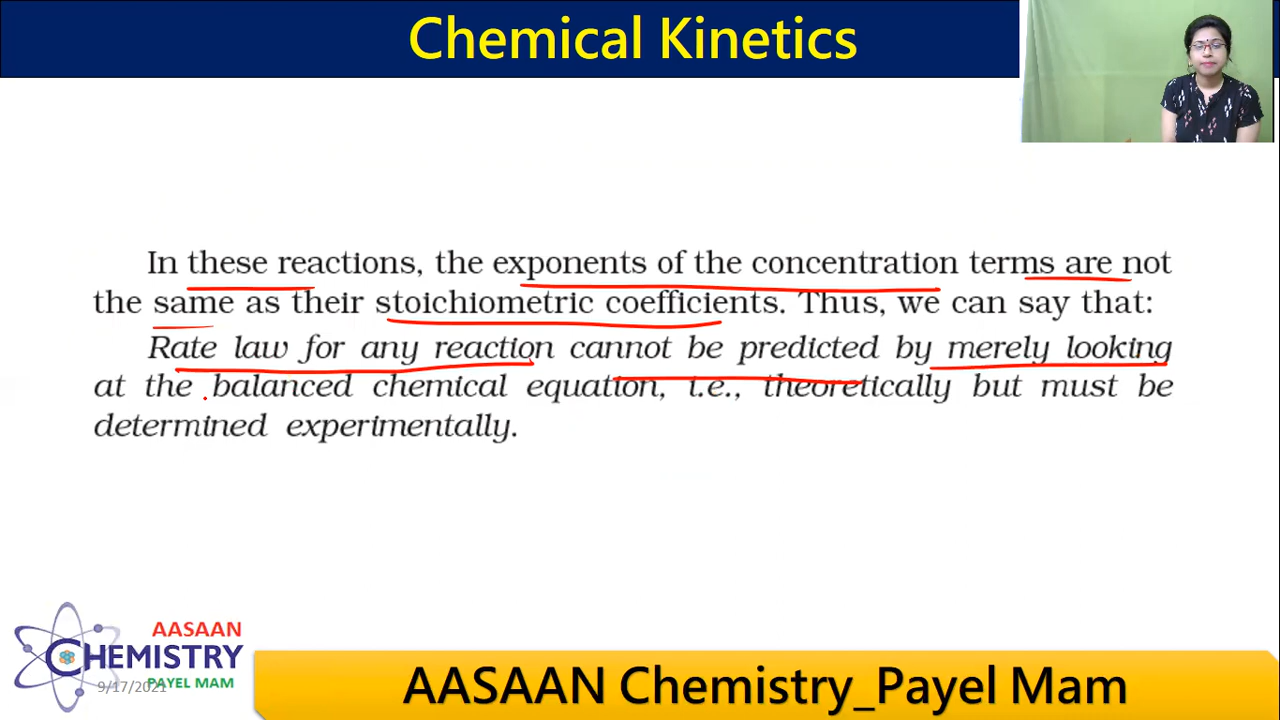 Chemical Kinetics
In these reactions, the exponents of the concentration terms are not
the same as their stoichiometric coefficients. Thus, we can say that:
Rate law for any reaction cannot be predicted by merely looking
at the balanced chemical equation, i.e., theoretically but must be
determined experimentally.
AASAAN
CHEMISTRY
9/17/2021
PAYEL MAM
AASAAN Chemistry_Payel Mam